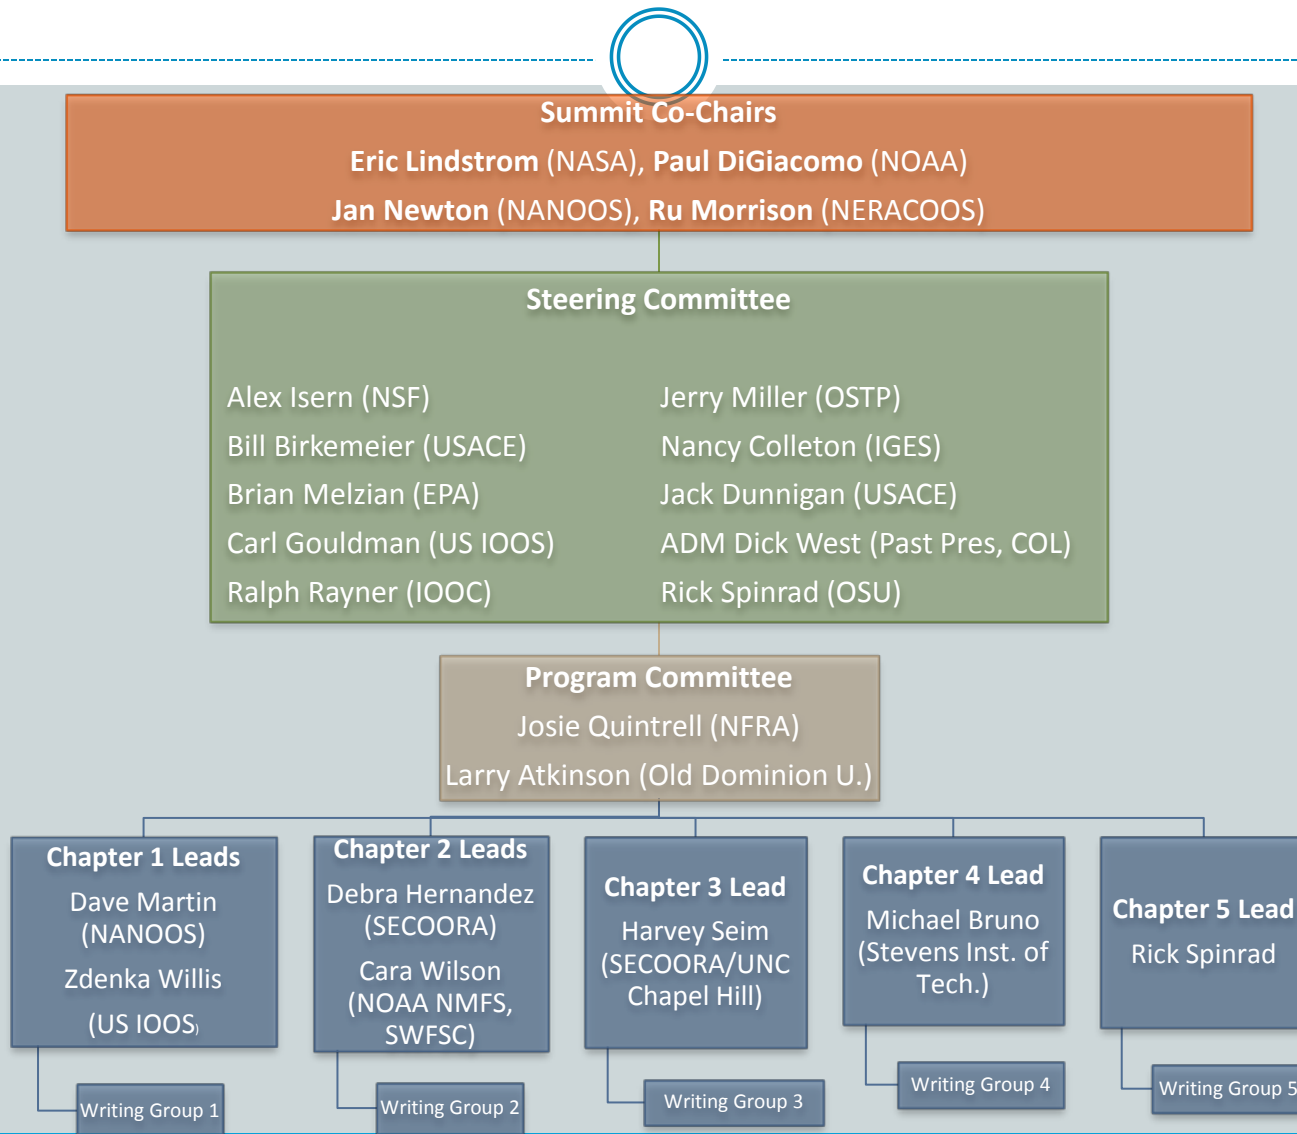 Summit Co-Chairs
Eric Lindstrom (NASA), Paul DiGiacomo (NOAA)
Jan Newton (NANOOS), Ru Morrison (NERACOOS)
Steering Committee
Alex Isern (NSF)
Bill Birkemeier (USACE)
Brian Melzian (EPA)
Carl Gouldman (US IOOS)
Ralph Rayner (IOOC)
Jerry Miller (OSTP)
Nancy Colleton (IGES)
Jack Dunnigan (USACE)
ADM Dick West (Past Pres, COL)
Rick Spinrad (OSU)
Program Committee
Josie Quintrell (NFRA)
Larry Atkinson (Old Dominion U.)
Chapter 1 Leads
Dave Martin
(NANOOS)
Zdenka Willis
(US IOOS)
Writing Group 1
Chapter 2 Leads
Debra Hernandez
(SECOORA)
Cara Wilson
(NOAA NMFS,
SWFSC)
Writing Group 2
Chapter 3 Lead
Harvey Seim
(SECOORA/UNC
Chapel Hill)
Writing Group 3
Chapter 4 Lead
Michael Bruno
(Stevens Inst. of
Tech.)
Writing Group 4
Chapter 5 Lead
Rick Spinrad
Writing Group 5